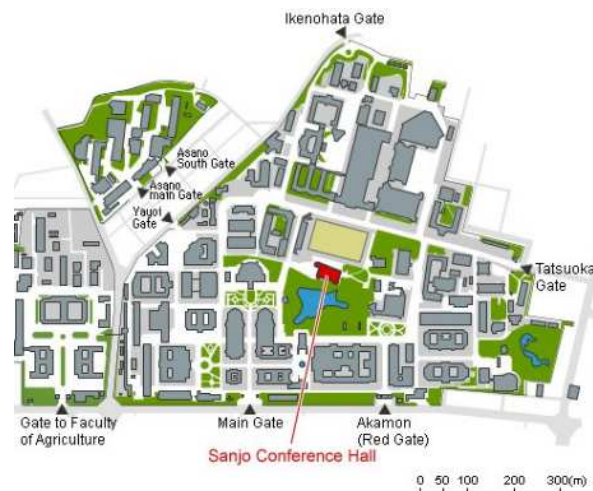 Ikenohata Gate
Asano
South Gate
Asano
main Gate
Yayoi
Gate
Tatsuoka
Gate
Gate to Faculty
of Agriculture
Main Gate
Akamon
(Red Gate)
Sanjo Conference Hall
0 50 100 200 300(m)